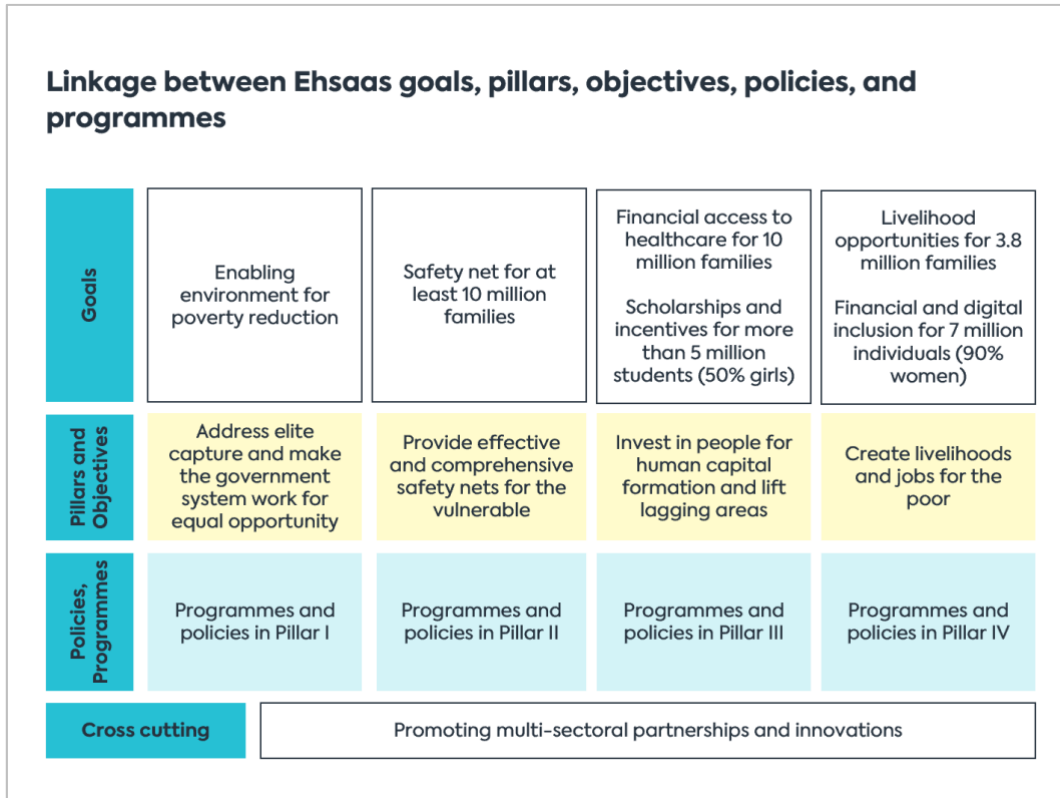 Linkage between Ehsaas goals, pillars, objectives, policies, and
programmes
Goals
Enabling
environment for
poverty reduction
Safety net for at
least 10 million
families
Financial access to
healthcare for 10
million families
Scholarships and
incentives for more
than 5 million
students (50% girls)
Livelihood
opportunities for 3.8
million families
Financial and digital
inclusion for 7 million
individuals (90%
women)
Pillars and
Objectives
Address elite
capture and make
the government
system work for
equal opportunity
Provide effective
and comprehensive
safety nets for the
vulnerable
Invest in people for
human capital
formation and lift
lagging areas
Create livelihoods
and jobs for the
poor
Policies,
Programmes
Programmes and
policies in Pillar I
Programmes and
policies in Pillar II
Programmes and
policies in Pillar III
Programmes and
policies in Pillar IV
Cross cutting
Promoting multi-sectoral partnerships and innovations